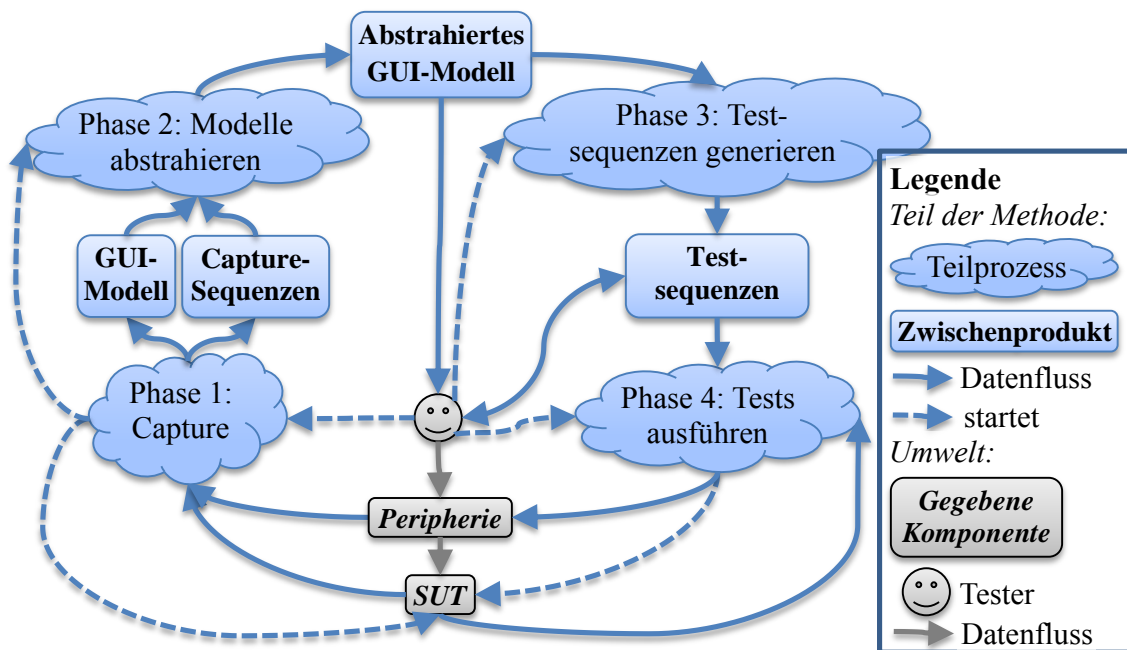 Abstrahiertes
GUI-Modell
Phase 2: Modelle
abstrahieren
Phase 3: Test-
sequenzen generieren
GUI-
Modell
Capture-
Sequenzen
Test-
sequenzen
Phase 1:
Capture
Phase 4: Tests
ausführen
Peripherie
SUT
Legende
Teil der Methode:
Teilprozess
Zwischenprodukt
Datenfluss
startet
Umwelt:
Gegebene
Komponente
Tester
Datenfluss